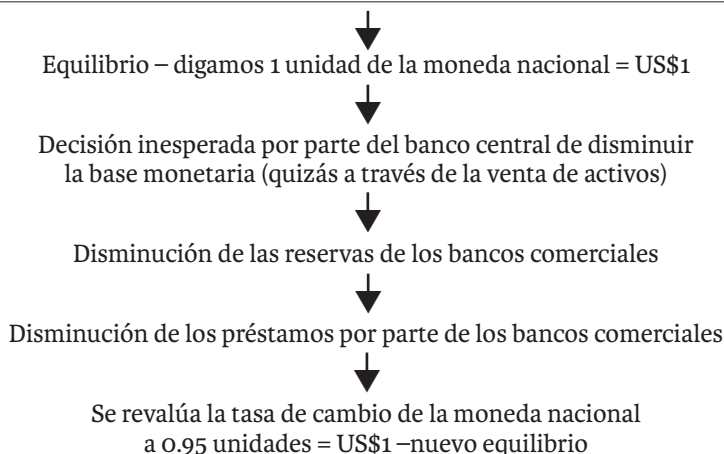 Equilibrio – digamos 1 unidad de la moneda nacional = US$1
Decisión inesperada por parte del banco central de disminuir
la base monetaria (quizás a través de la venta de activos)
Disminución de las reservas de los bancos comerciales
Disminución de los préstamos por parte de los bancos comerciales
Se revalúa la tasa de cambio de la moneda nacional
a 0.95 unidades = US$1 –nuevo equilibrio